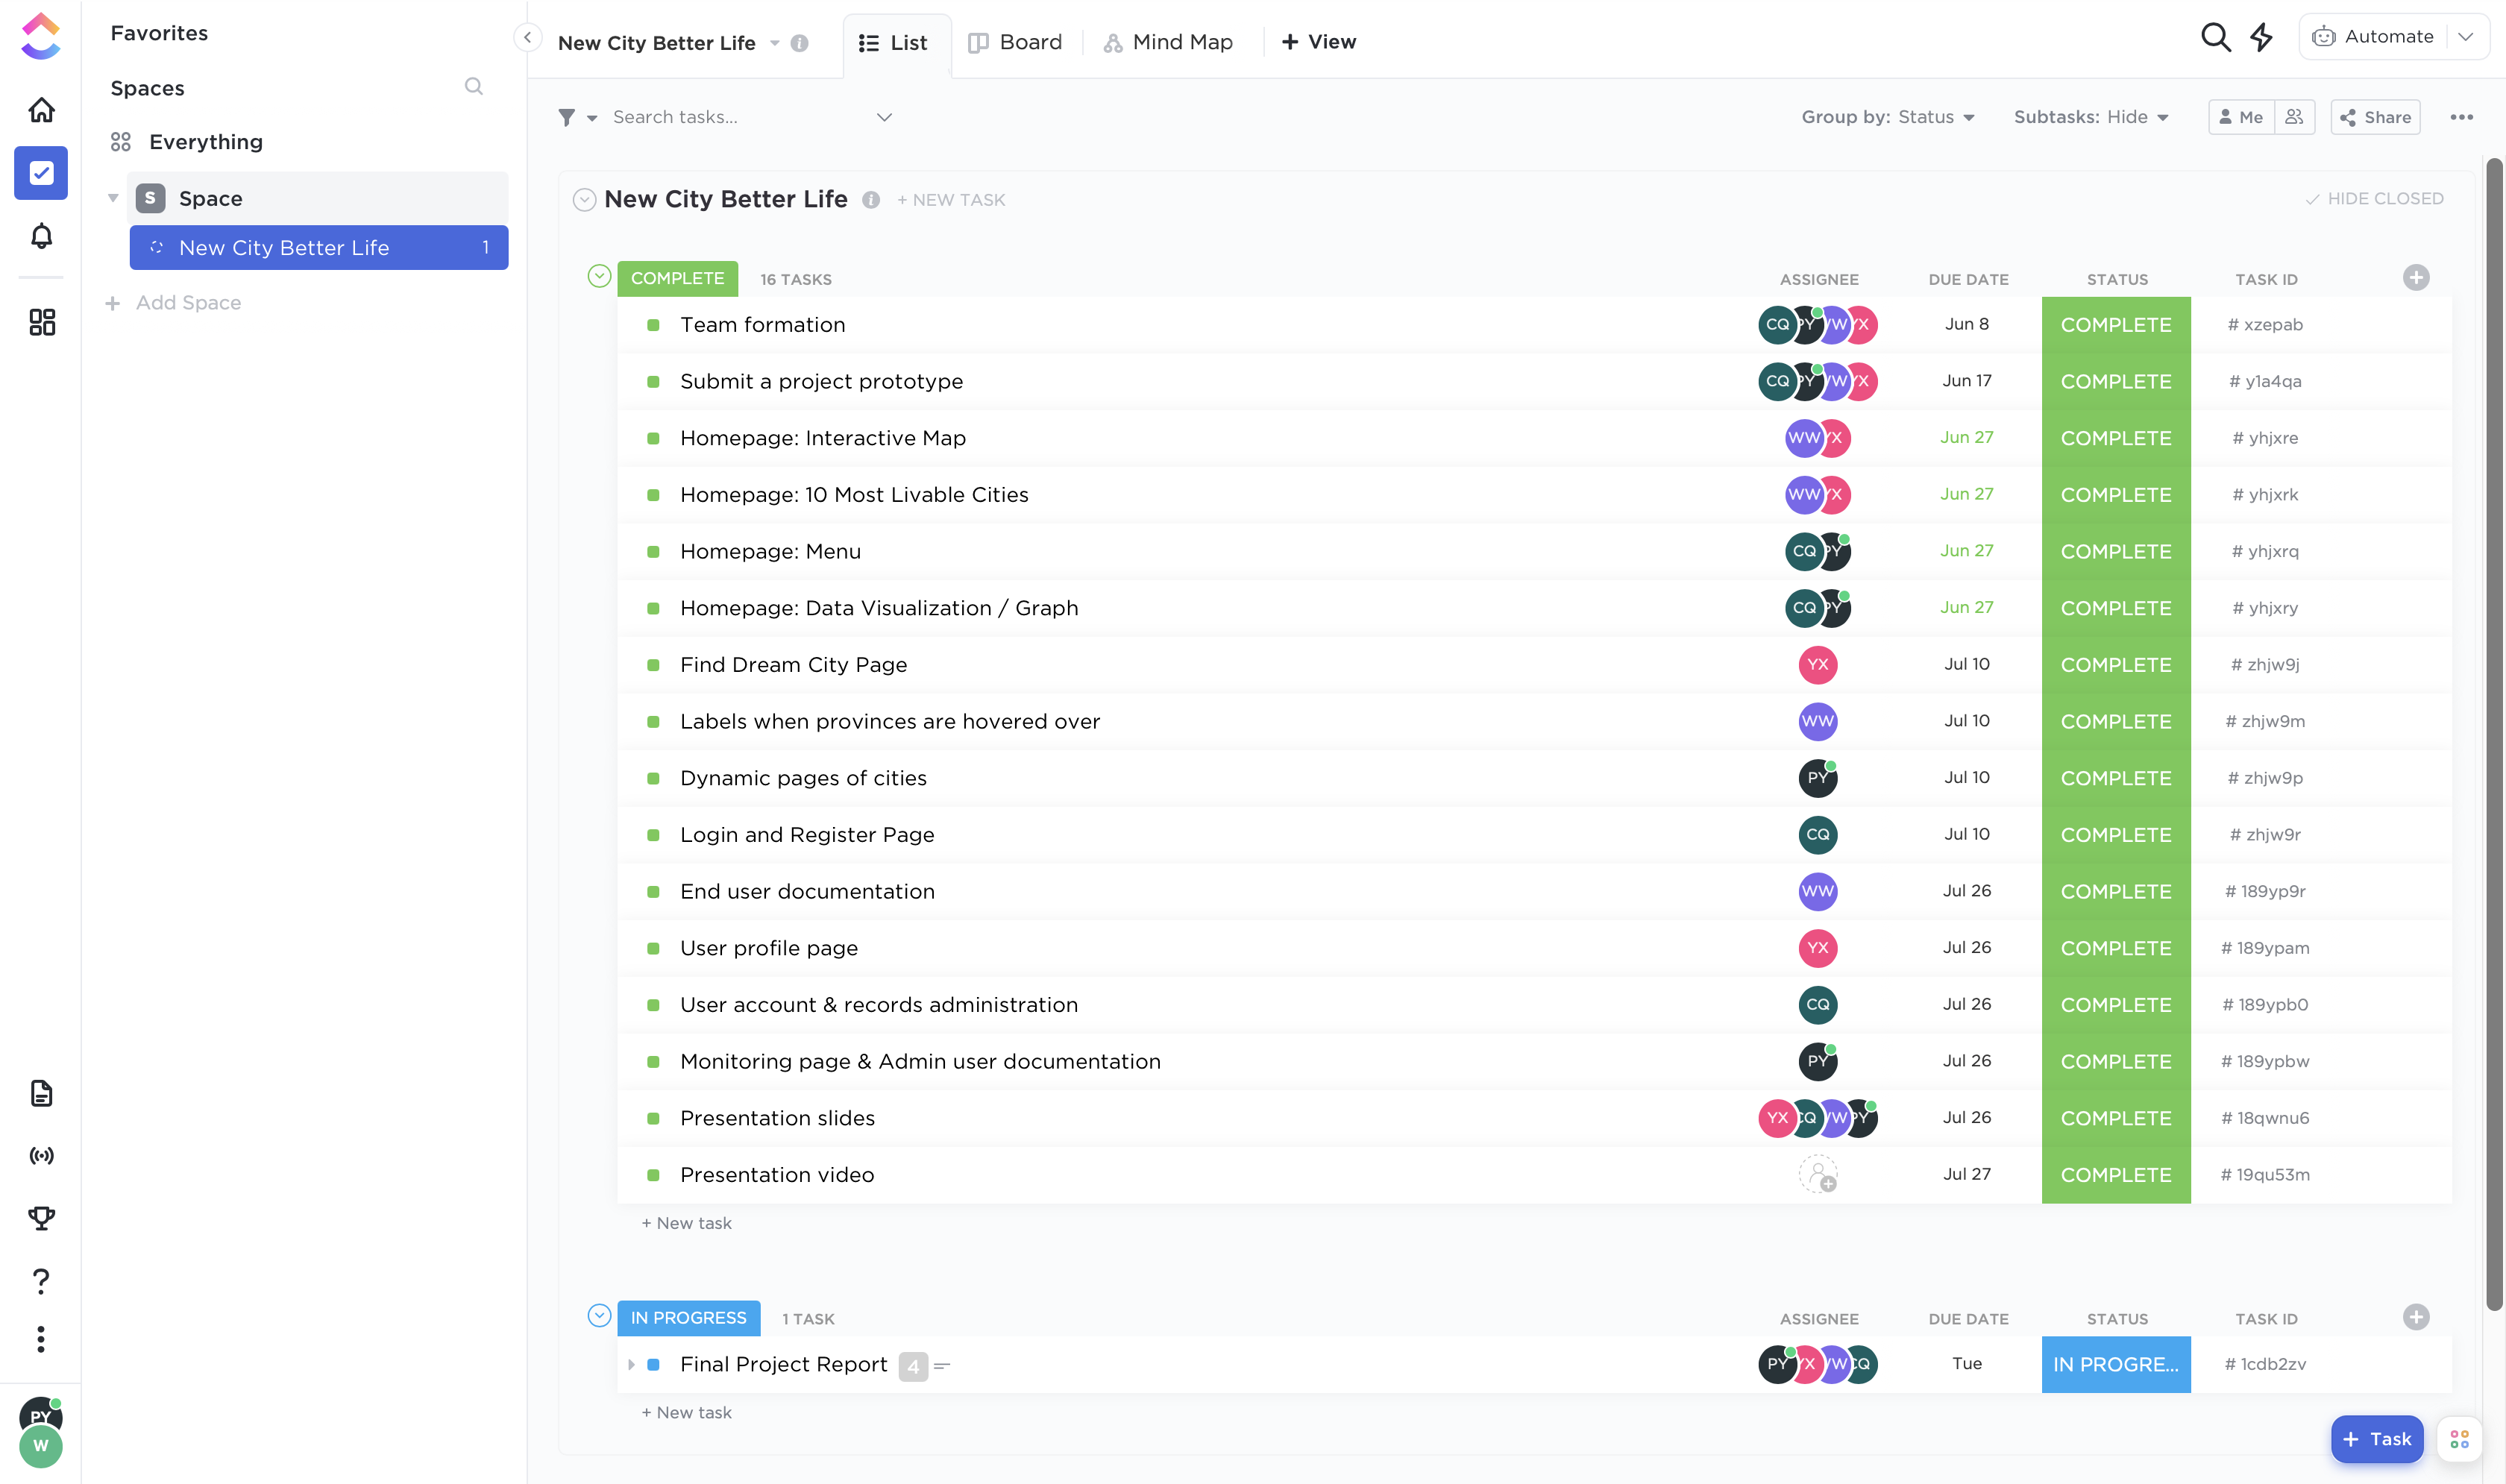 Favorites
Spaces
Everything
S Space
New City Better Life 1
+ Add Space
PY
W
New City Better Life
List
Board
Mind Map
+ View
Automate
Search tasks...
Group by: Status
Subtasks: Hide
Me
Share
New City Better Life + NEW TASK
HIDE CLOSED
COMPLETE 16 TASKS ASSIGNEE DUE DATE STATUS TASK ID
Team formation CQ PY WW YX Jun 8 COMPLETE # xzepab
Submit a project prototype CQ PY WW YX Jun 17 COMPLETE # y1a4qa
Homepage: Interactive Map WW YX Jun 27 COMPLETE # yhjxre
Homepage: 10 Most Livable Cities WW YX Jun 27 COMPLETE # yhjxrk
Homepage: Menu CQ PY Jun 27 COMPLETE # yhjxrq
Homepage: Data Visualization / Graph CQ PY Jun 27 COMPLETE # yhjxry
Find Dream City Page YX Jul 10 COMPLETE # zhjw9j
Labels when provinces are hovered over WW Jul 10 COMPLETE # zhjw9m
Dynamic pages of cities PY Jul 10 COMPLETE # zhjw9p
Login and Register Page CQ Jul 10 COMPLETE # zhjw9r
End user documentation WW Jul 26 COMPLETE # 189yp9r
User profile page YX Jul 26 COMPLETE # 189ypam
User account & records administration CQ Jul 26 COMPLETE # 189ypb0
Monitoring page & Admin user documentation PY Jul 26 COMPLETE # 189ypbw
Presentation slides YX CQ WW PY Jul 26 COMPLETE # 18qwnu6
Presentation video Jul 27 COMPLETE # 19qu53m
+ New task
IN PROGRESS 1 TASK ASSIGNEE DUE DATE STATUS TASK ID
Final Project Report 4 PY YX WW CQ Tue IN PROGRE... # 1cdb2zv
+ New task
+ Task